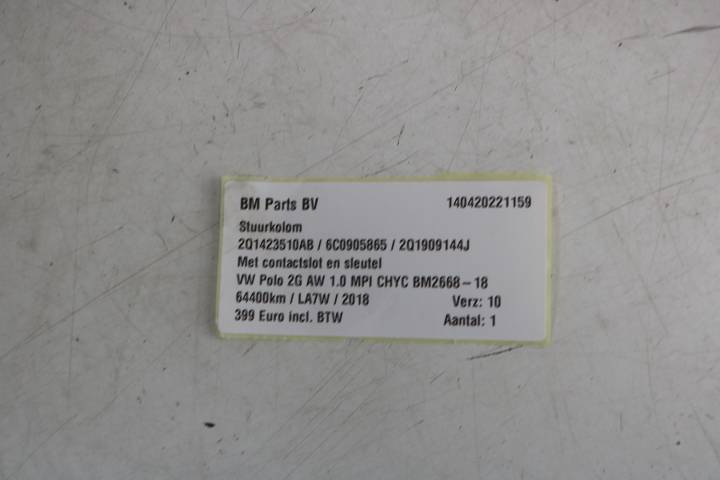 BM Parts BV 140420221159
Stuurkolom
2Q1423510AB / 6C0905865 / 2Q1909144J
Met contactslot en sleutel
VW Polo 2G AW 1.0 MPI CHYC BM2668-18
64400km / LA7W / 2018 Verz: 10
399 Euro incl. BTW Aantal: 1